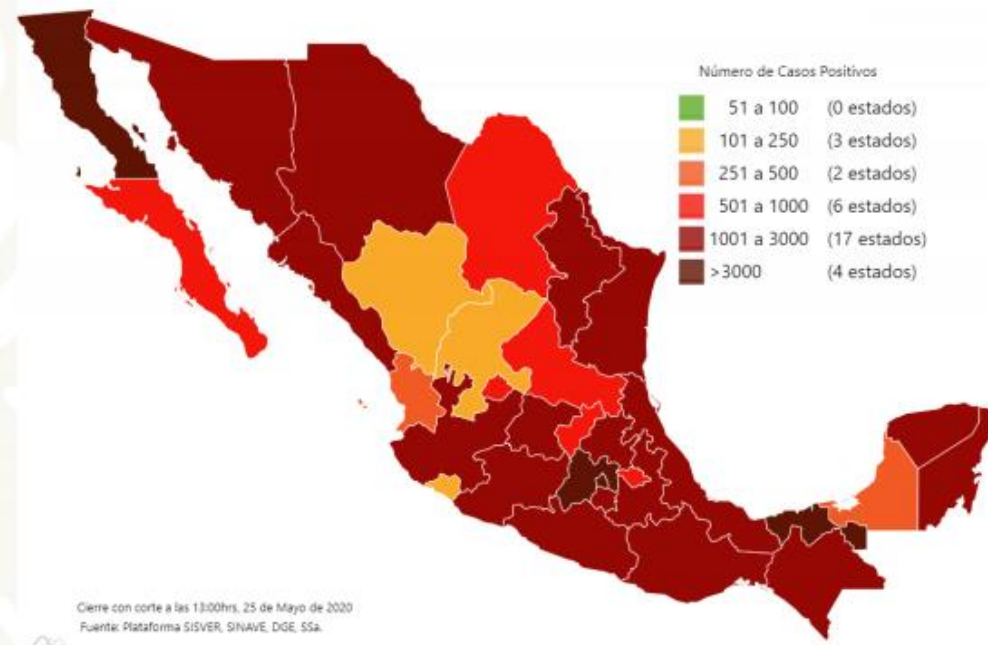 Número de Casos Positivos
51 a 100 (0 estados)
101 a 250 (3 estados)
251 a 500 (2 estados)
501 a 1000 (6 estados)
1001 a 3000 (17 estados)
>3000 (4 estados)
Cierre con corte a las 13:00hrs, 25 de Mayo de 2020
Fuente: Plataforma SISVER, SINAVE, DGE, SSa.